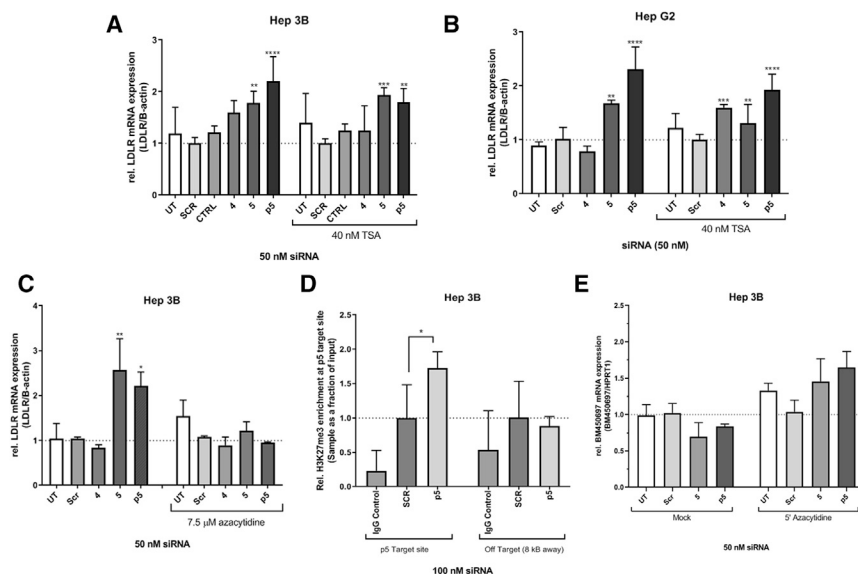 A
Hep 3B
rel. LDLR mRNA expression
(LDLR/B-actin)
3
2
1
0
**
****
***
**
UT
SCR
CTRL
4
5
p5
UT
SCR
CTRL
4
5
p5
40 nM TSA
50 nM siRNA
B
Hep G2
rel. LDLR mRNA expression
(LDLR/B-actin)
3
2
1
0
**
****
***
**
****
UT
Scr
4
5
p5
UT
Scr
4
5
p5
40 nM TSA
siRNA (50 nM)
C
Hep 3B
rel. LDLR mRNA expression
(LDLR/B-actin)
4
3
2
1
0
**
*
UT
Scr
4
5
p5
UT
Scr
4
5
p5
7.5 μM azacytidine
50 nM siRNA
D
Hep 3B
Rel. H3K27me3 enrichment at p5 target site
(Sample as a fraction of input)
2.5
2.0
1.5
1.0
0.5
0.0
*
IgG Control
SCR
p5
IgG Control
SCR
p5
p5 Target site
Off Target (8 kB away)
100 nM siRNA
E
Hep 3B
rel. BM450697 mRNA expression
(BM450697/HPRT1)
2.5
2.0
1.5
1.0
0.5
0.0
UT
Scr
5
p5
UT
Scr
5
p5
Mock
5' Azacytidine
50 nM siRNA